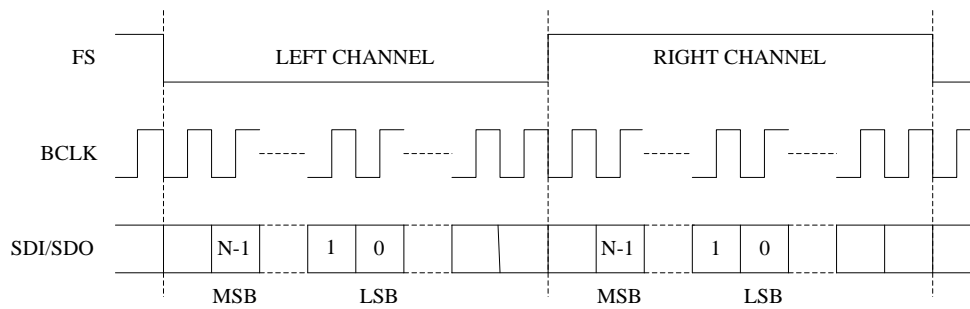 FS LEFT CHANNEL RIGHT CHANNEL
BCLK
SDI/SDO N-1 1 0 N-1 1 0
MSB LSB MSB LSB